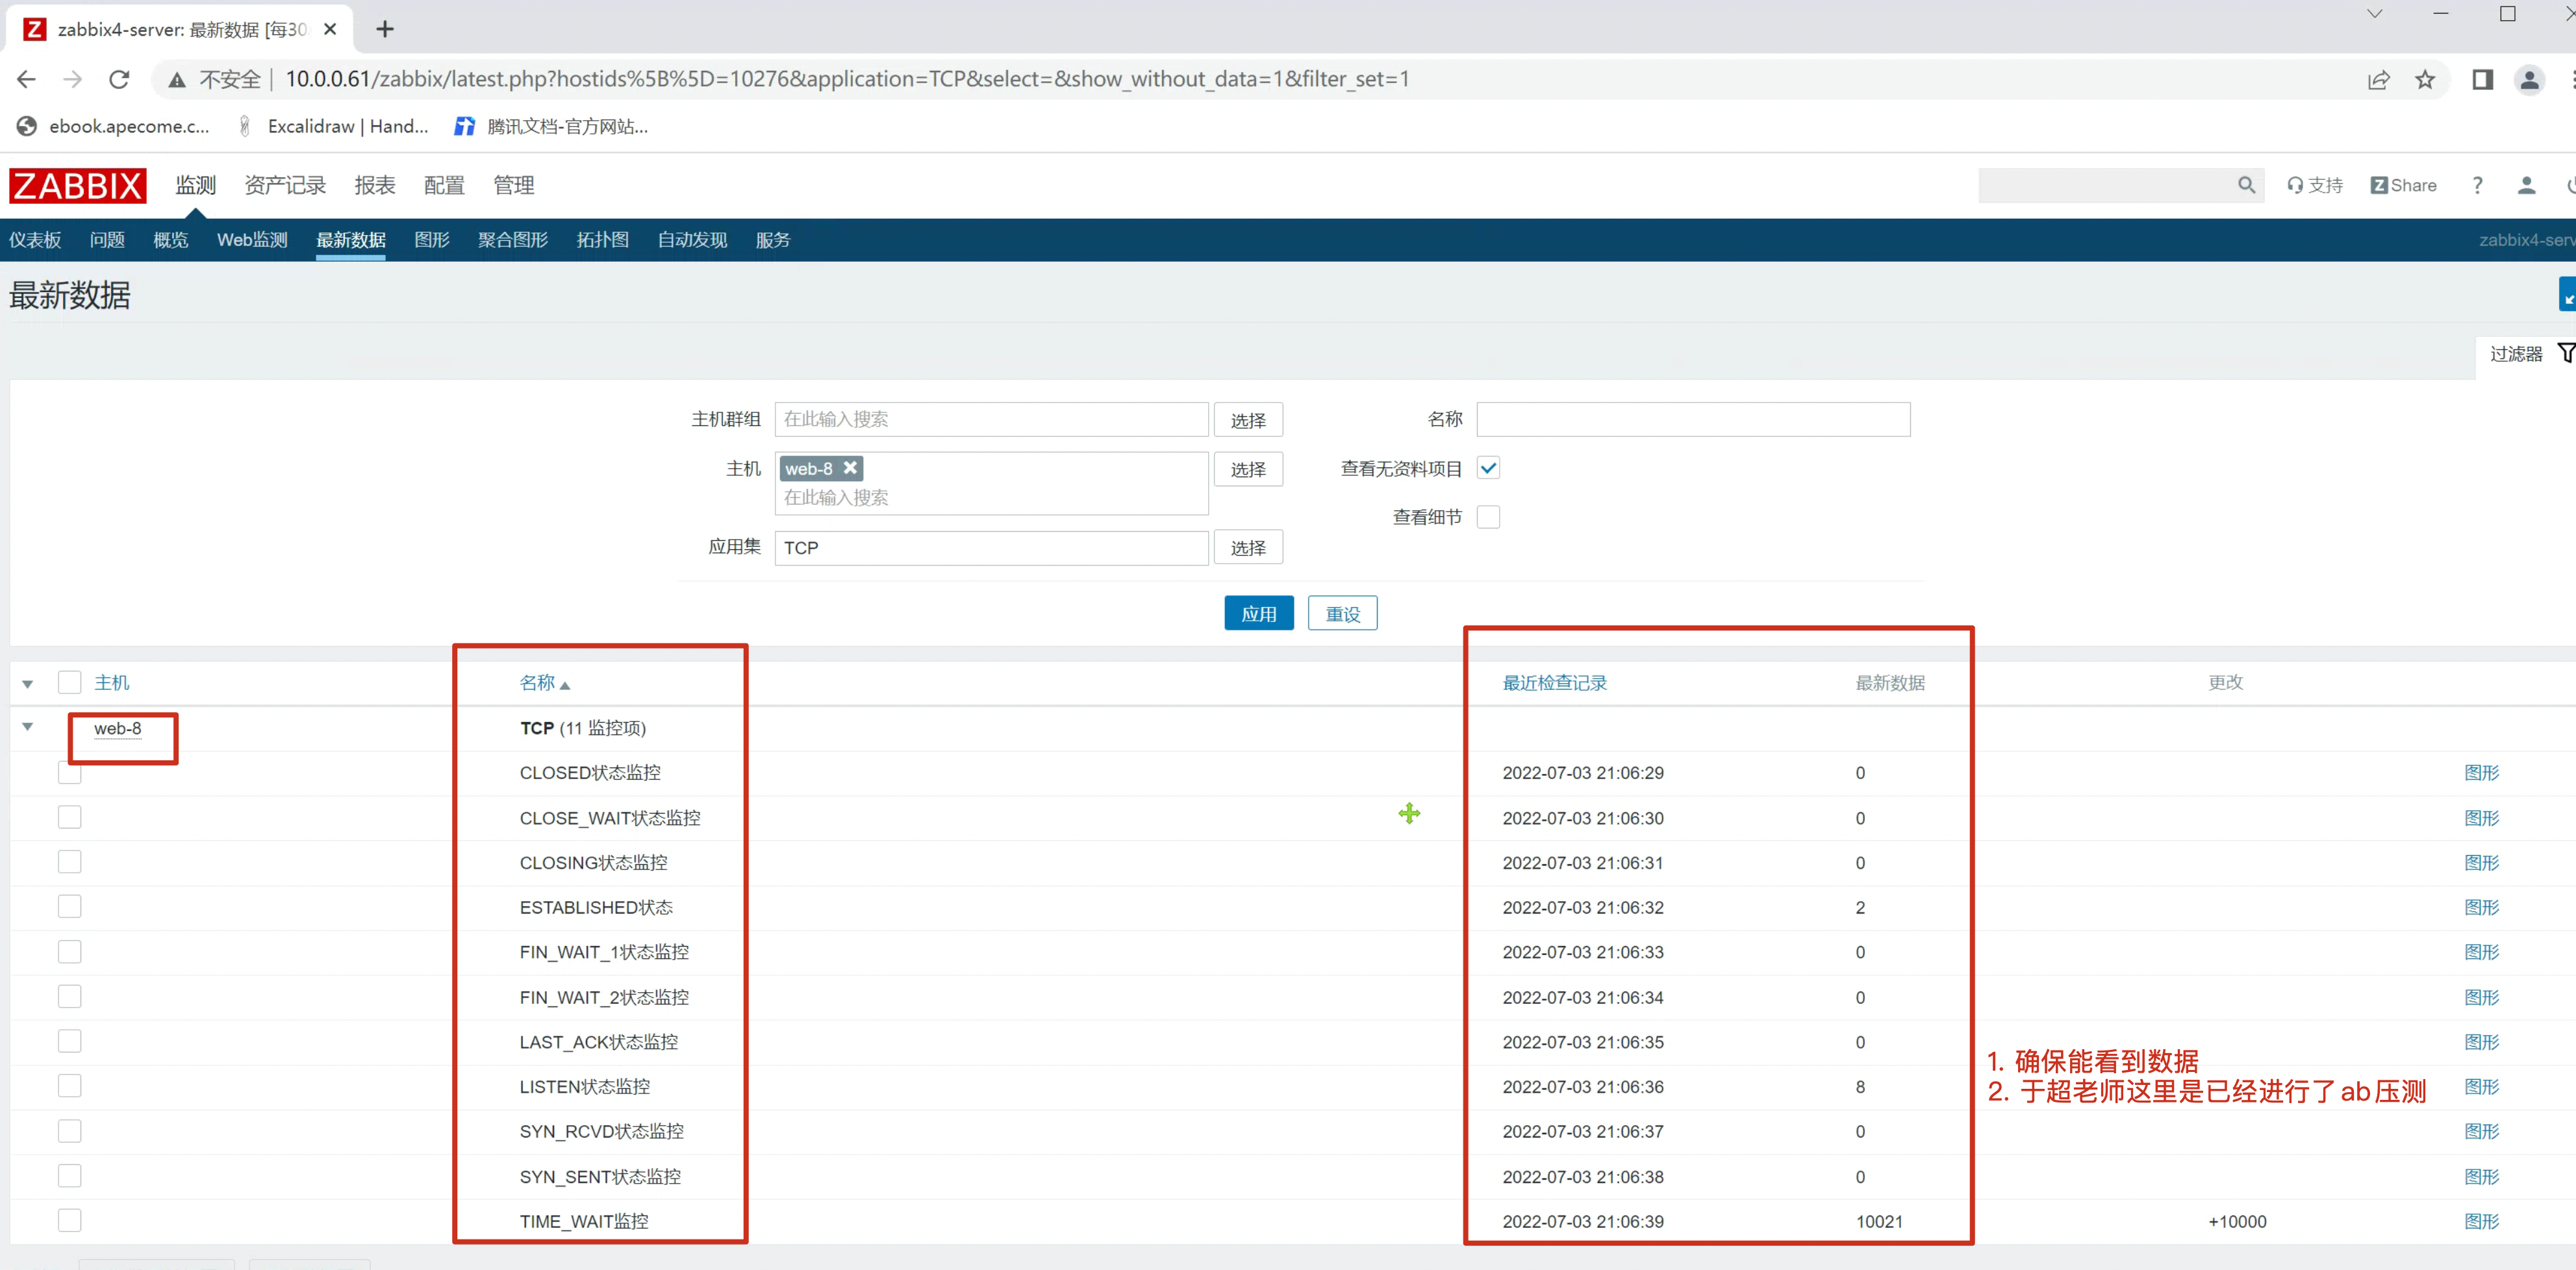 zabbix4-server: 最新数据 [每30
不安全 10.0.0.61/zabbix/latest.php?hostids%5B%5D=10276&application=TCP&select=&show_without_data=1&filter_set=1
ebook.apecome.c... Excalidraw | Hand... 腾讯文档-官方网站...
ZABBIX 监测 资产记录 报表 配置 管理 支持 Z Share ?
仪表板 问题 概览 Web监测 最新数据 图形 聚合图形 拓扑图 自动发现 服务 zabbix4-serv
最新数据
过滤器
主机群组 在此输入搜索 选择 名称
主机 web-8 选择 查看无资料项目
在此输入搜索
查看细节
应用集 TCP 选择
应用 重设
主机 名称 最近检查记录 最新数据 更改
web-8 TCP (11 监控项)
CLOSED状态监控 2022-07-03 21:06:29 0 图形
CLOSE_WAIT状态监控 2022-07-03 21:06:30 0 图形
CLOSING状态监控 2022-07-03 21:06:31 0 图形
ESTABLISHED状态 2022-07-03 21:06:32 2 图形
FIN_WAIT_1状态监控 2022-07-03 21:06:33 0 图形
FIN_WAIT_2状态监控 2022-07-03 21:06:34 0 图形
LAST_ACK状态监控 2022-07-03 21:06:35 0 图形
1. 确保能看到数据
LISTEN状态监控 2022-07-03 21:06:36 8 图形
2. 于超老师这里是已经进行了ab压测
SYN_RCVD状态监控 2022-07-03 21:06:37 0 图形
SYN_SENT状态监控 2022-07-03 21:06:38 0 图形
TIME_WAIT监控 2022-07-03 21:06:39 10021 +10000 图形